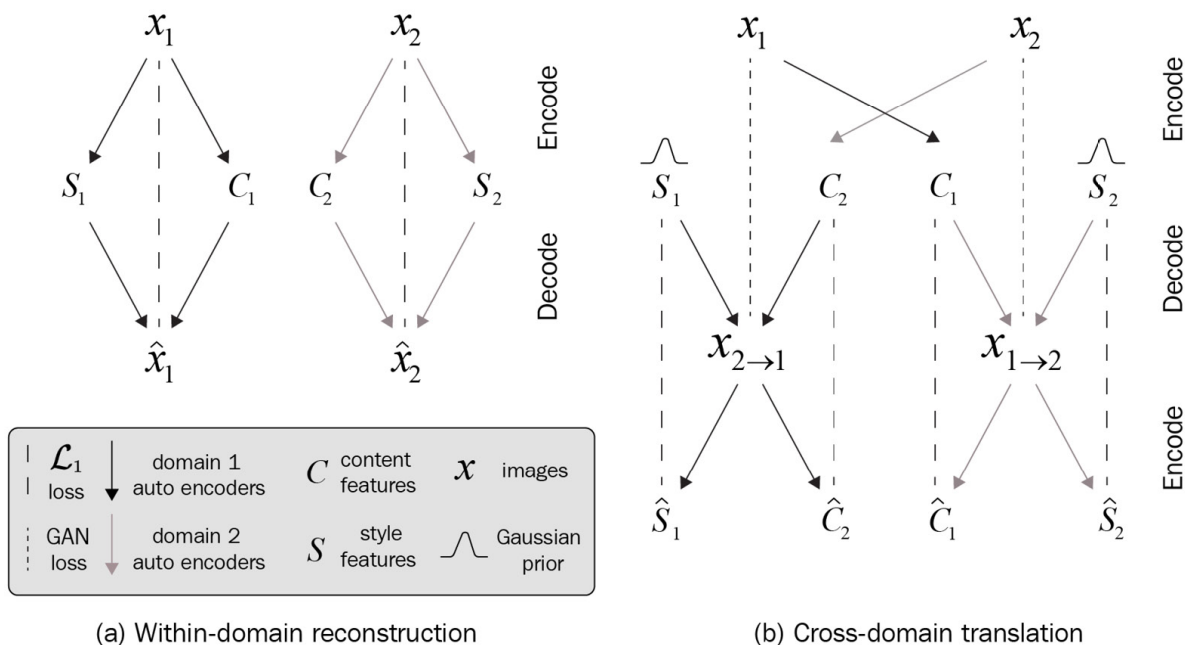 x₁ x₂
Encode
S₁ C₁ C₂ S₂
Decode
x̂₁ x̂₂
ℒ₁ loss
domain 1
auto encoders
C content
features
x images
GAN
loss
domain 2
auto encoders
S style
features
Gaussian
prior
(a) Within-domain reconstruction
x₁ x₂
Encode
S₁ C₂ C₁ S₂
Decode
x₂→₁ x₁→₂
Encode
Ŝ₁ Ĉ₂ Ĉ₁ Ŝ₂
(b) Cross-domain translation